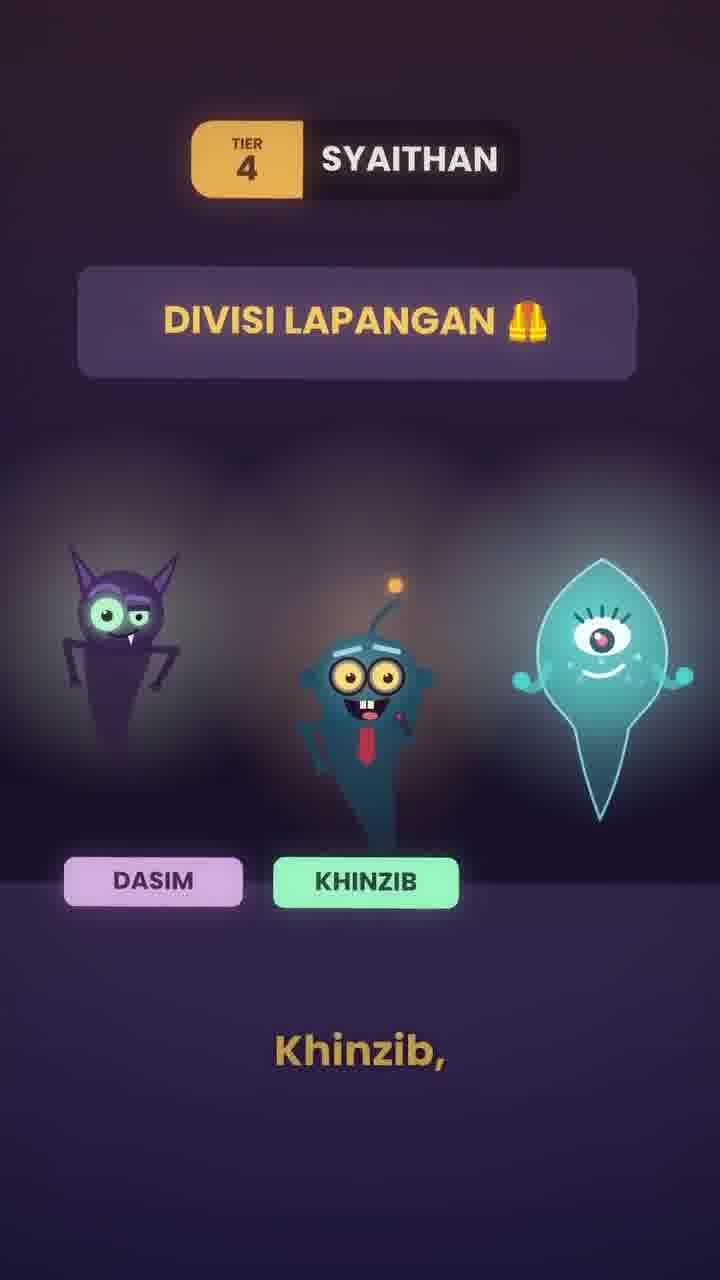 TIER
4
SYAITHAN
DIVISI LAPANGAN 🦺
DASIM
KHINZIB
Khinzib,